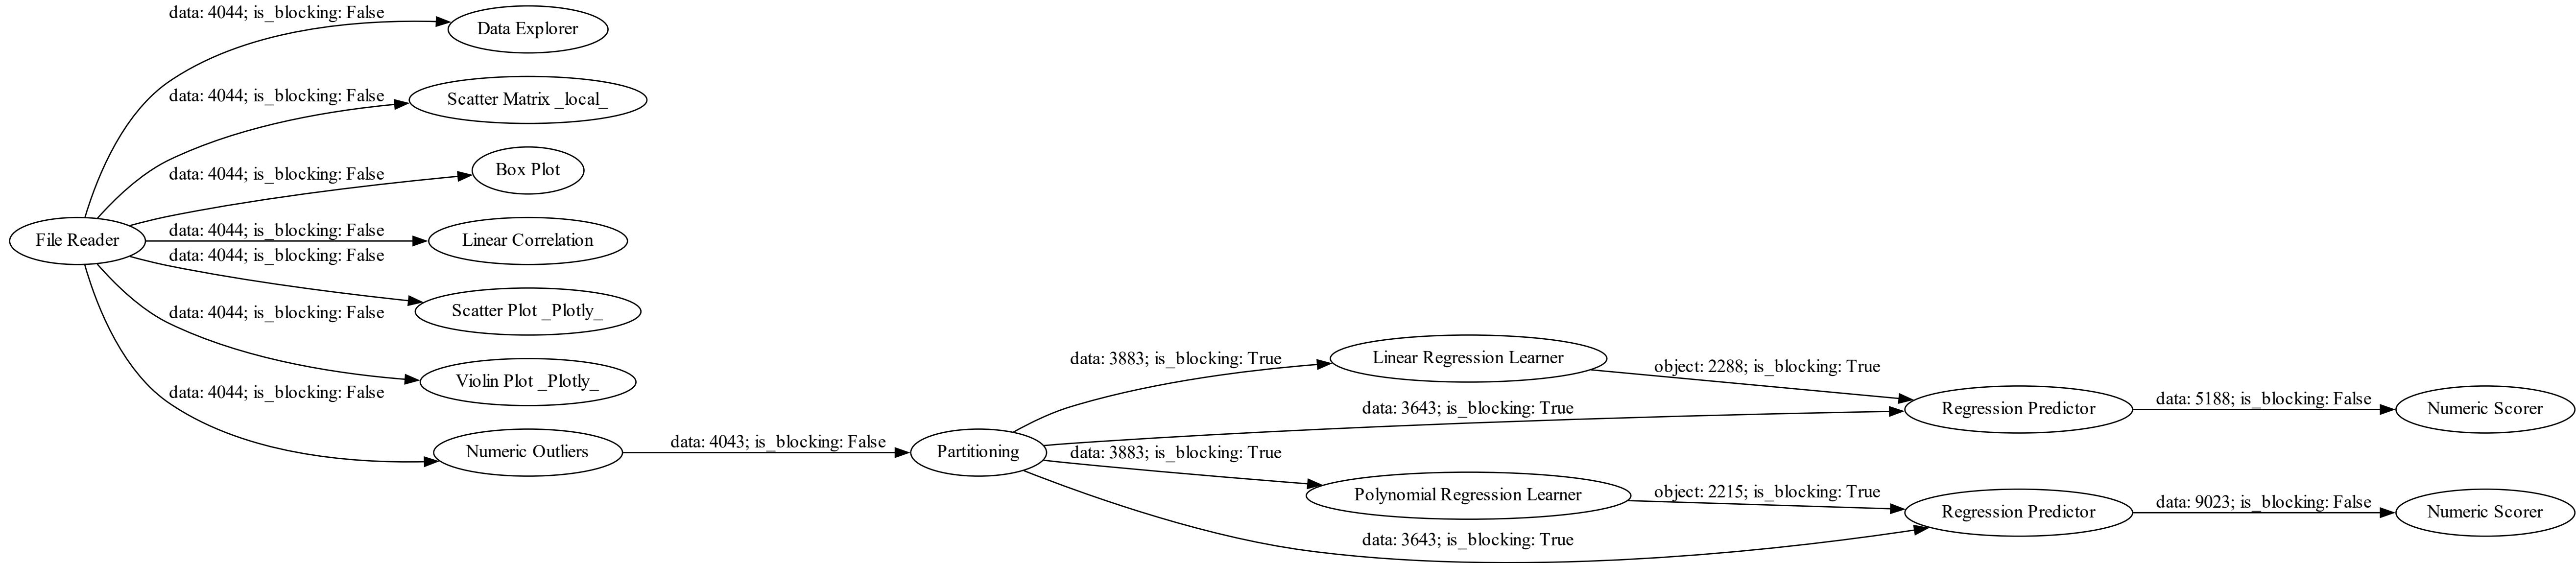 data: 4044; is_blocking: False
Data Explorer
data: 4044; is_blocking: False
Scatter Matrix _local_
data: 4044; is_blocking: False
Box Plot
File Reader
data: 4044; is_blocking: False
Linear Correlation
data: 4044; is_blocking: False
Scatter Plot _Plotly_
data: 4044; is_blocking: False
Violin Plot _Plotly_
data: 4044; is_blocking: False
Numeric Outliers
data: 4043; is_blocking: False
Partitioning
data: 3883; is_blocking: True
Linear Regression Learner
object: 2288; is_blocking: True
data: 3643; is_blocking: True
Regression Predictor
data: 5188; is_blocking: False
Numeric Scorer
data: 3883; is_blocking: True
Polynomial Regression Learner
object: 2215; is_blocking: True
data: 3643; is_blocking: True
Regression Predictor
data: 9023; is_blocking: False
Numeric Scorer